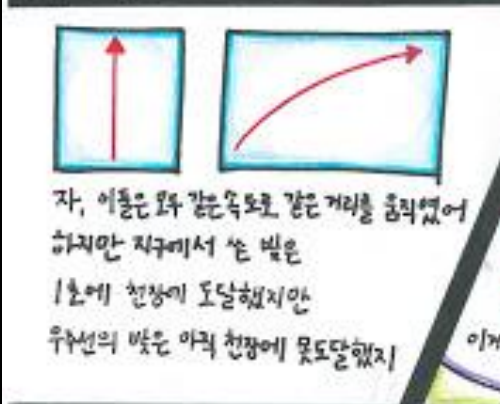 자, 이들은 모두 같은 속도로 같은 거리를 움직였어
하지만 지구에서 쏜 빛은
1초에 천장에 도달했지만
우주선의 빛은 아직 천장에 못도달했지
이게